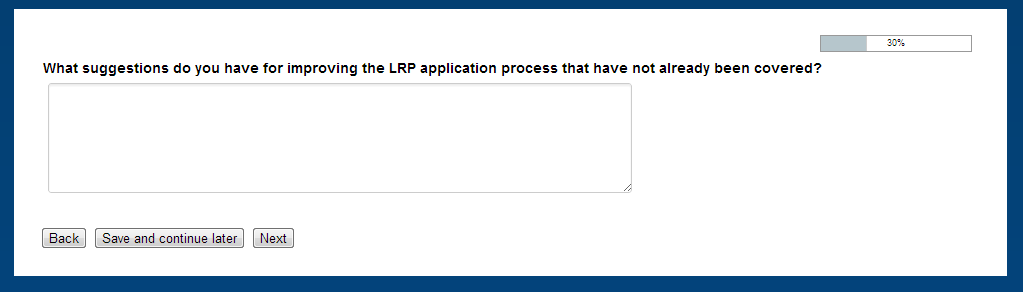 30%
What suggestions do you have for improving the LRP application process that have not already been covered?
Back Save and continue later Next